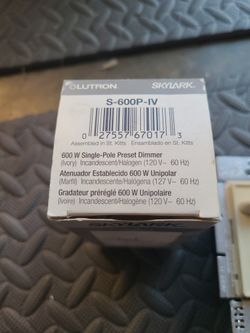 LUTRON SKYLARK
S-600P-IV
0 27557 67017 3
Assembled in St. Kitts Ensamblado en St. Kitts
600 W Single-Pole Preset Dimmer
(Ivory) Incandescent/Halogen (120 V~ 60 Hz)
Atenuador Establecido 600 W Unipolar
(Marfil) Incandescente/Halógena (127 V~ 60 Hz)
Gradateur préréglé 600 W Unipolaire
(Ivoire) Incandescent/Halogène (120 V~ 60 Hz)
SKYLARK